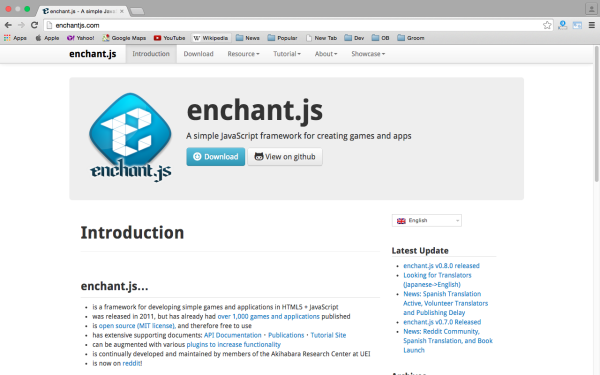 enchant.js - A simple Jav
enchantjs.com
Apps Apple Yahoo! Google Maps YouTube Wikipedia News Popular New Tab Dev OB Groom
enchant.js Introduction Download Resource Tutorial About Showcase
enchant.js
A simple JavaScript framework for creating games and apps
Download View on github
enchant.js
English
Introduction
Latest Update
enchant.js v0.8.0 released
Looking for Translators
(Japanese->English)
News: Spanish Translation
Active, Volunteer Translators
and Publishing Delay
enchant.js v0.7.0 Released
News: Reddit Community,
Spanish Translation, and Book
Launch
enchant.js...
is a framework for developing simple games and applications in HTML5 + JavaScript
was released in 2011, but has already had over 1,000 games and applications published
is open source (MIT license), and therefore free to use
has extensive supporting documents: API Documentation・Publications・Tutorial Site
can be augmented with various plugins to increase functionality
is continually developed and maintained by members of the Akihabara Research Center at UEI
is now on reddit!
Archives